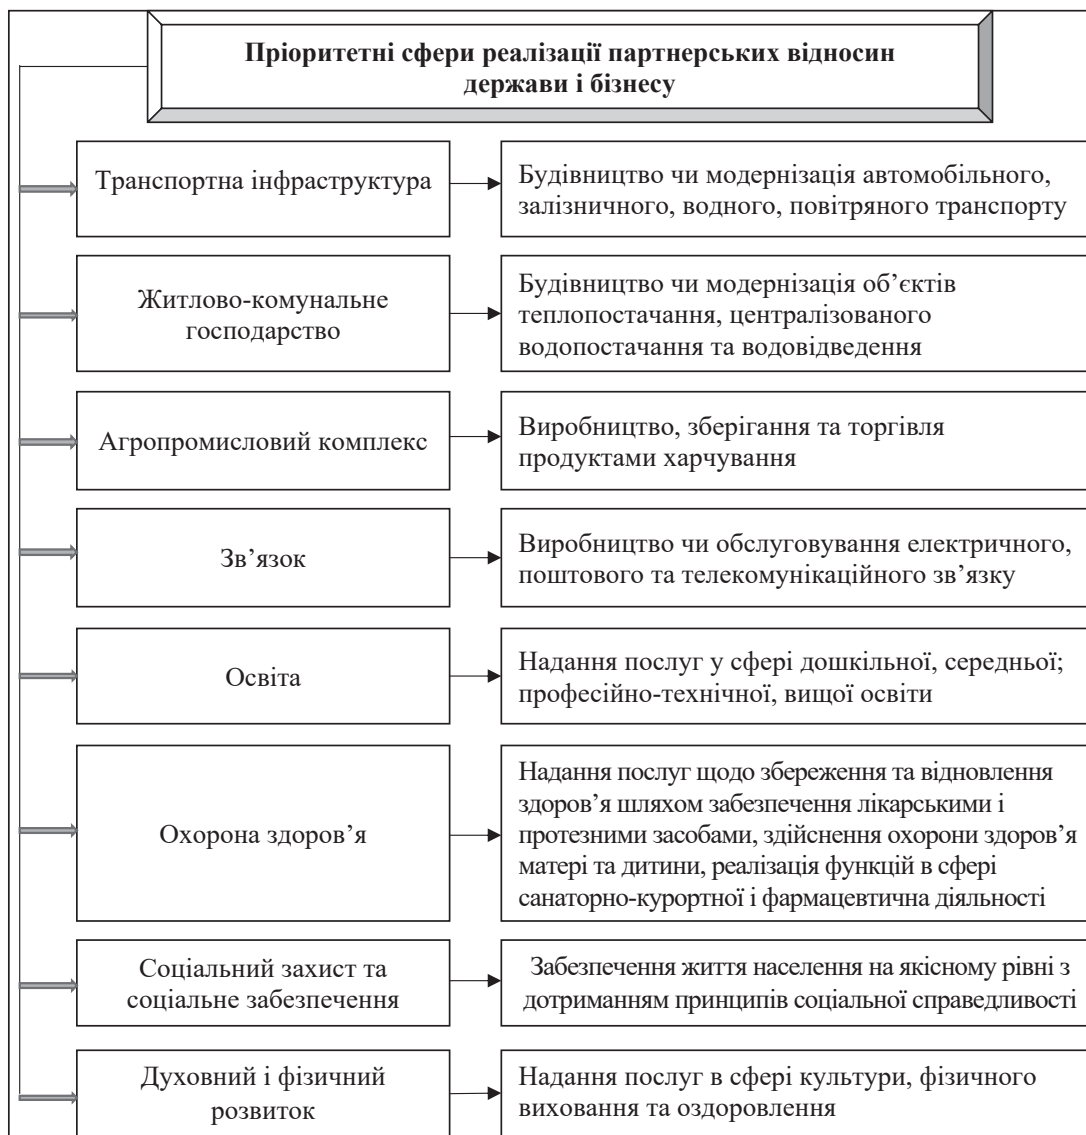 Пріоритетні сфери реалізації партнерських відносин
держави і бізнесу
Транспортна інфраструктура
Будівництво чи модернізація автомобільного,
залізничного, водного, повітряного транспорту
Житлово-комунальне
господарство
Будівництво чи модернізація об’єктів
теплопостачання, централізованого
водопостачання та водовідведення
Агропромисловий комплекс
Виробництво, зберігання та торгівля
продуктами харчування
Зв’язок
Виробництво чи обслуговування електричного,
поштового та телекомунікаційного зв’язку
Освіта
Надання послуг у сфері дошкільної, середньої;
професійно-технічної, вищої освіти
Охорона здоров’я
Надання послуг щодо збереження та відновлення
здоров’я шляхом забезпечення лікарськими і
протезними засобами, здійснення охорони здоров’я
матері та дитини, реалізація функцій в сфері
санаторно-курортної і фармацевтична діяльності
Соціальний захист та
соціальне забезпечення
Забезпечення життя населення на якісному рівні з
дотриманням принципів соціальної справедливості
Духовний і фізичний
розвиток
Надання послуг в сфері культури, фізичного
виховання та оздоровлення